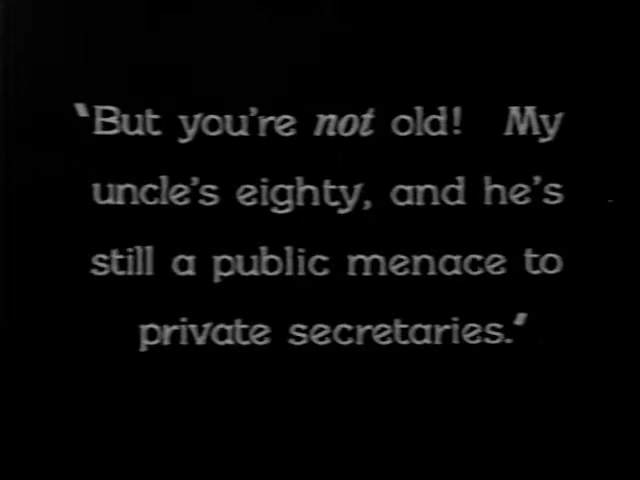 "But you're not old!   My
uncle's eighty, and he's
still a public menace to
private secretaries."